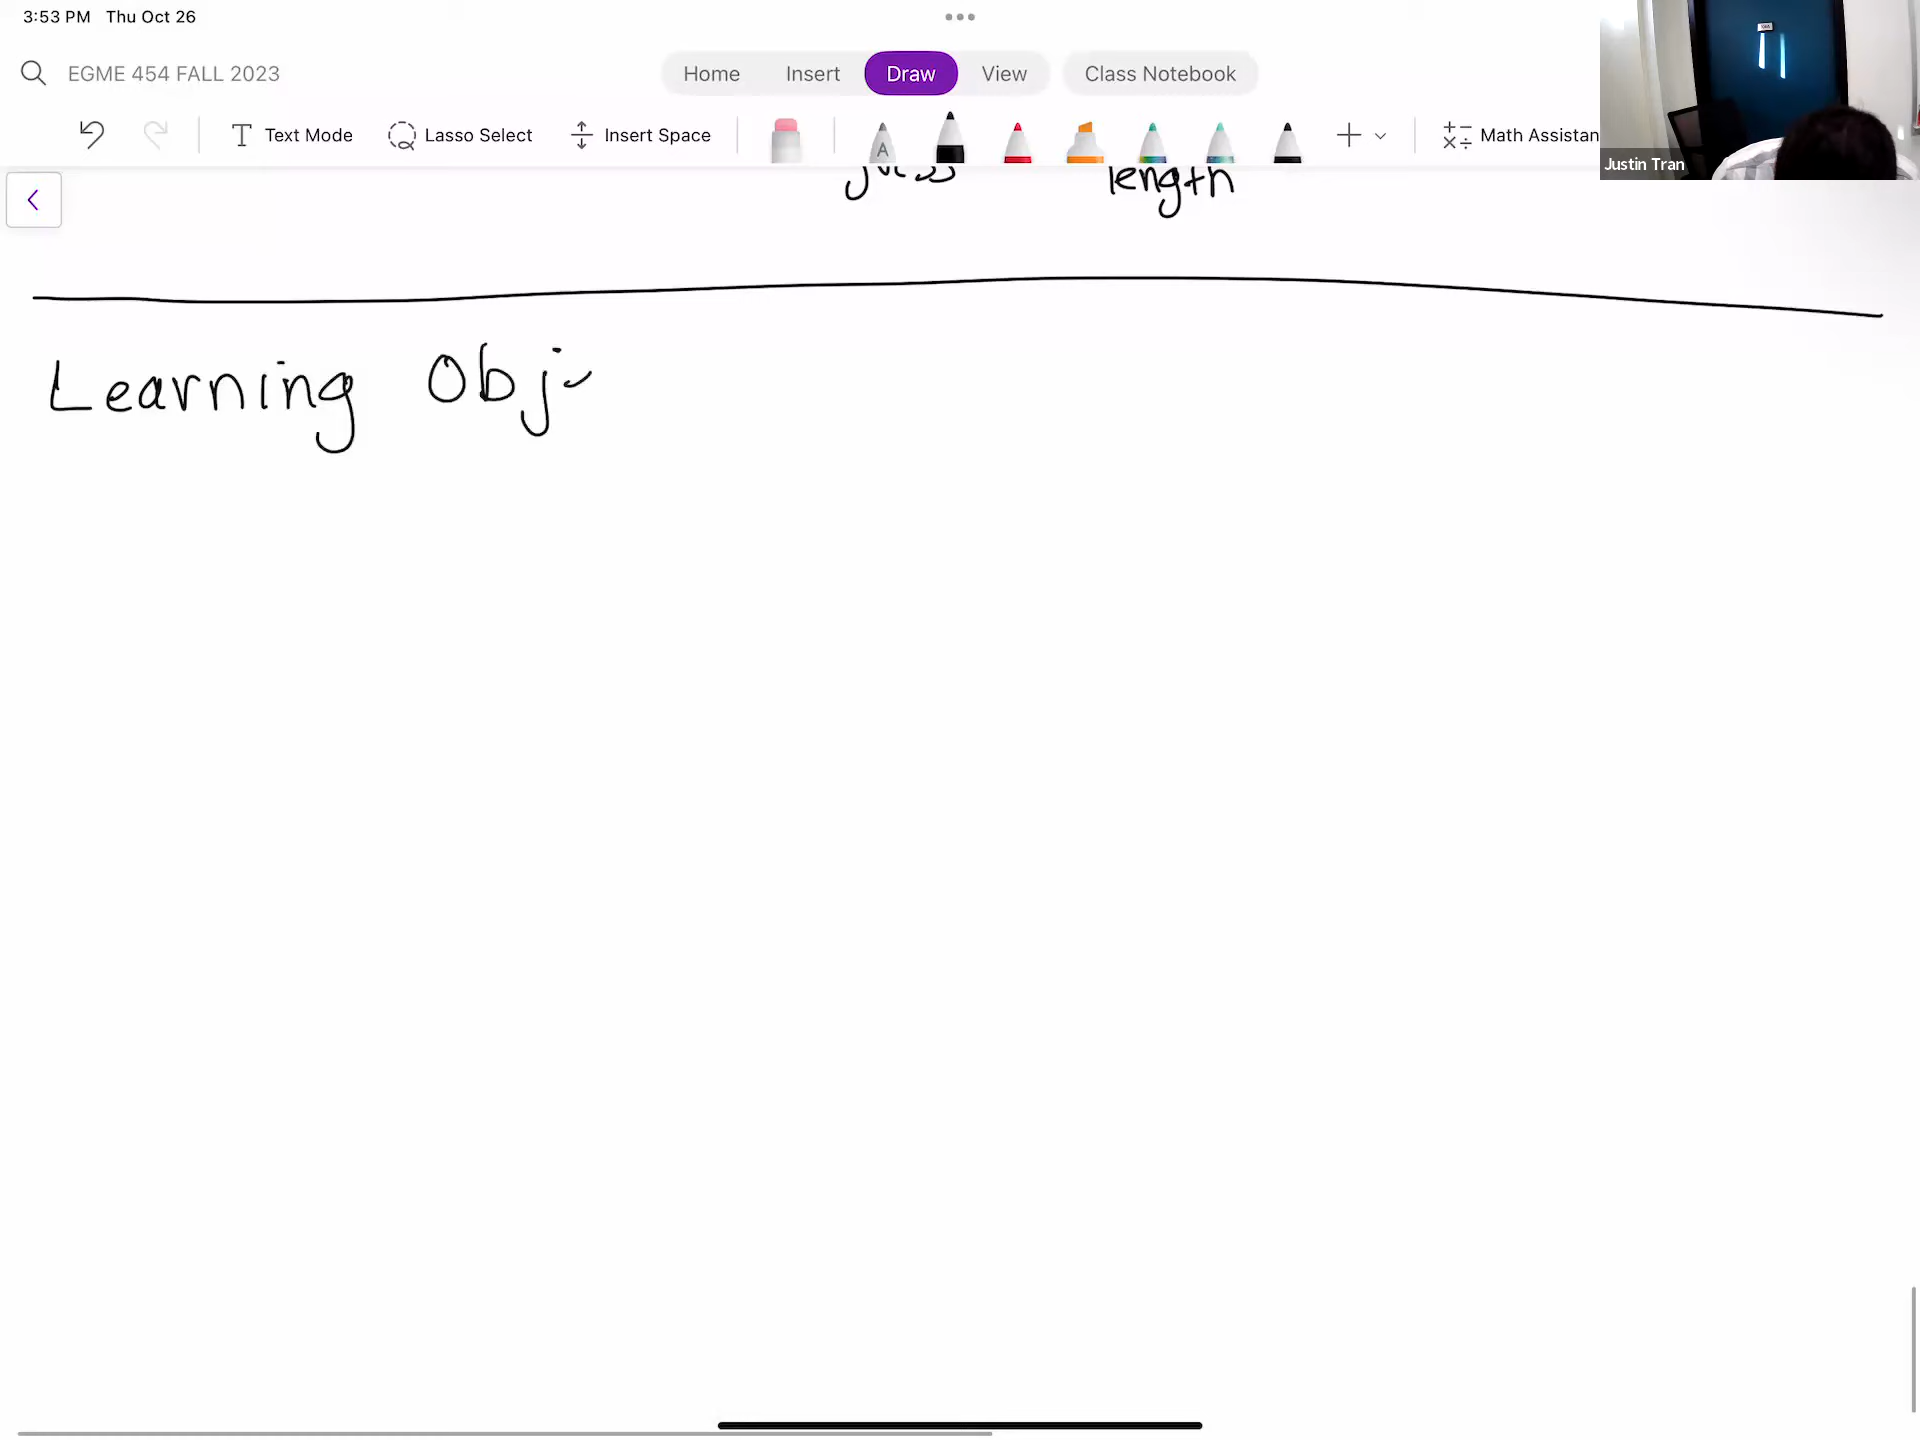 3:53 PM Thu Oct 26
EGME 454 FALL 2023
Home Insert Draw View Class Notebook
Text Mode Lasso Select Insert Space A Math Assistan
Justin Tran
length
Learning Obj